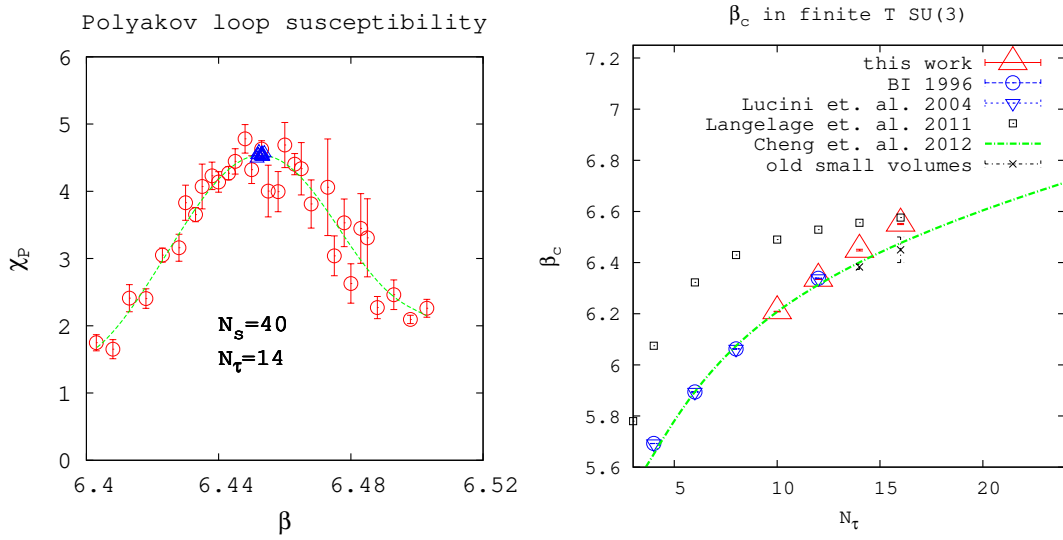 Polyakov loop susceptibility
6
5
4
3
2
1
0
χP
Ns=40
Nτ=14
6.4
6.44
6.48
6.52
β
βc in finite T SU(3)
7.2
7
6.8
6.6
6.4
6.2
6
5.8
5.6
βc
this work
BI 1996
Lucini et. al. 2004
Langelage et. al. 2011
Cheng et. al. 2012
old small volumes
5
10
15
20
Nτ